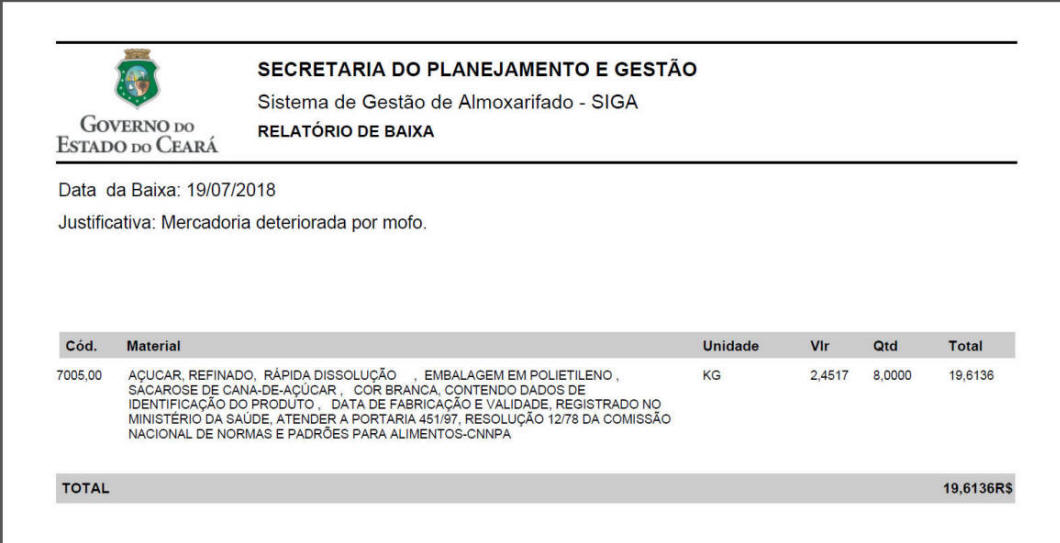 SECRETARIA DO PLANEJAMENTO E GESTÃO
Sistema de Gestão de Almoxarifado - SIGA
RELATÓRIO DE BAIXA
GOVERNO DO
ESTADO DO CEARÁ
Data da Baixa: 19/07/2018
Justificativa: Mercadoria deteriorada por mofo.
Cód. Material Unidade Vlr Qtd Total
7005,00 AÇUCAR, REFINADO, RÁPIDA DISSOLUÇÃO , EMBALAGEM EM POLIETILENO , KG 2,4517 8,0000 19,6136
SACAROSE DE CANA-DE-AÇÚCAR , COR BRANCA, CONTENDO DADOS DE
IDENTIFICAÇÃO DO PRODUTO , DATA DE FABRICAÇÃO E VALIDADE, REGISTRADO NO
MINISTÉRIO DA SAÚDE, ATENDER A PORTARIA 451/97, RESOLUÇÃO 12/78 DA COMISSÃO
NACIONAL DE NORMAS E PADRÕES PARA ALIMENTOS-CNNPA
TOTAL 19,6136R$